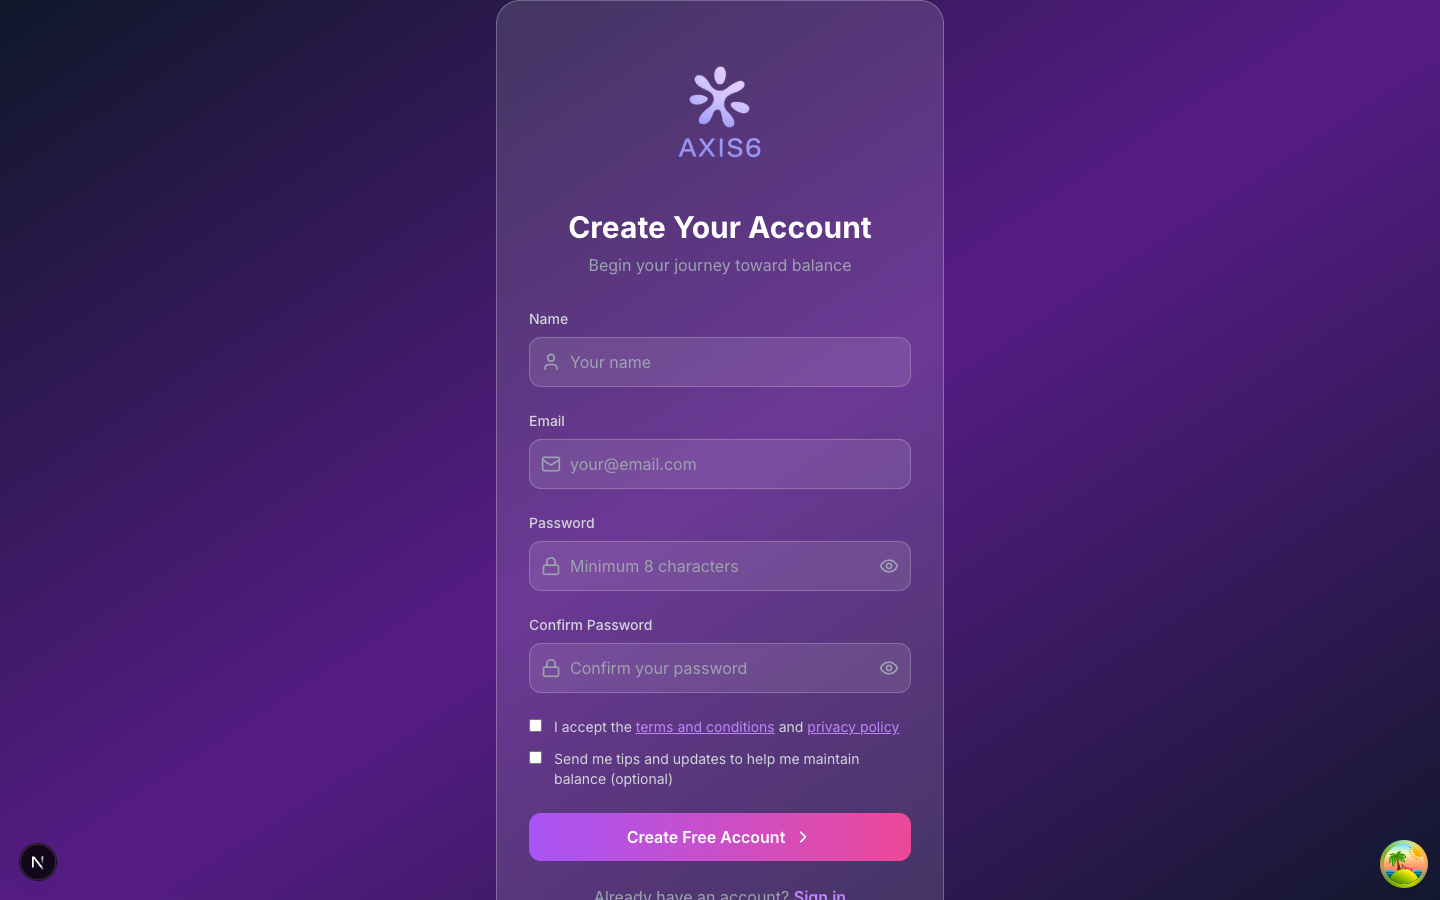 AXIS6
Create Your Account
Begin your journey toward balance
Name
Your name
Email
your@email.com
Password
Minimum 8 characters
Confirm Password
Confirm your password
I accept the terms and conditions and privacy policy
Send me tips and updates to help me maintain
balance (optional)
Create Free Account
Already have an account? Sign in
N